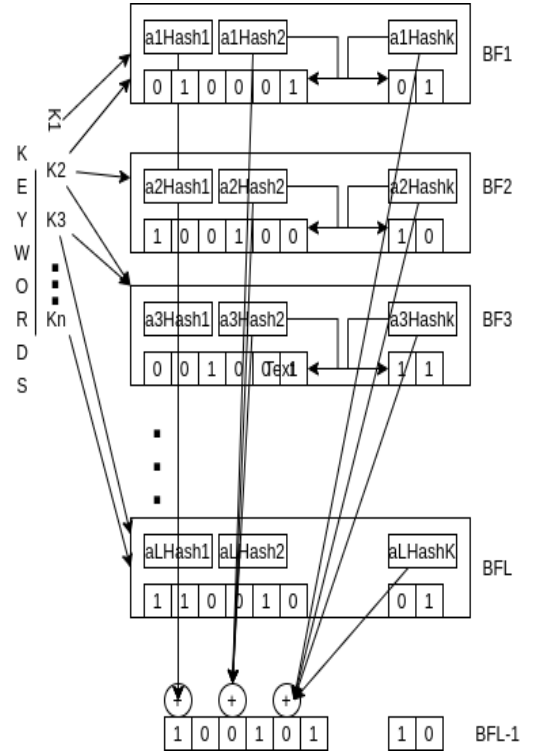 a1Hash1 a1Hash2 a1Hashk BF1
0 1 0 0 0 1 0 1
K1
K2
K3
Kn
K E Y W O R D S
a2Hash1 a2Hash2 a2Hashk BF2
1 0 0 1 0 0 1 0
a3Hash1 a3Hash2 a3Hashk BF3
0 0 1 0 0 Text 1 1 1
aLHash1 aLHash2 aLHashK BFL
1 1 0 0 1 0 0 1
+ + +
1 0 0 1 0 1 1 0 BFL-1